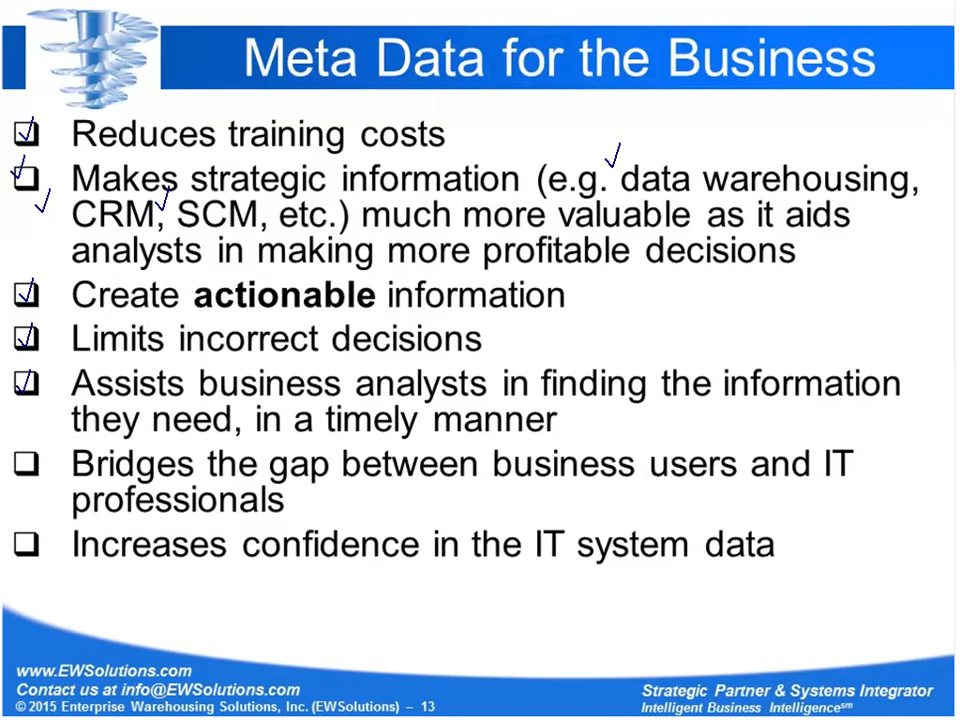 Meta Data for the Business
Reduces training costs
Makes strategic information (e.g. data warehousing,
CRM, SCM, etc.) much more valuable as it aids
analysts in making more profitable decisions
Create actionable information
Limits incorrect decisions
Assists business analysts in finding the information
they need, in a timely manner
Bridges the gap between business users and IT
professionals
Increases confidence in the IT system data
www.EWSolutions.com
Contact us at info@EWSolutions.com
© 2015 Enterprise Warehousing Solutions, Inc. (EWSolutions) – 13
Strategic Partner & Systems Integrator
Intelligent Business Intelligence℠